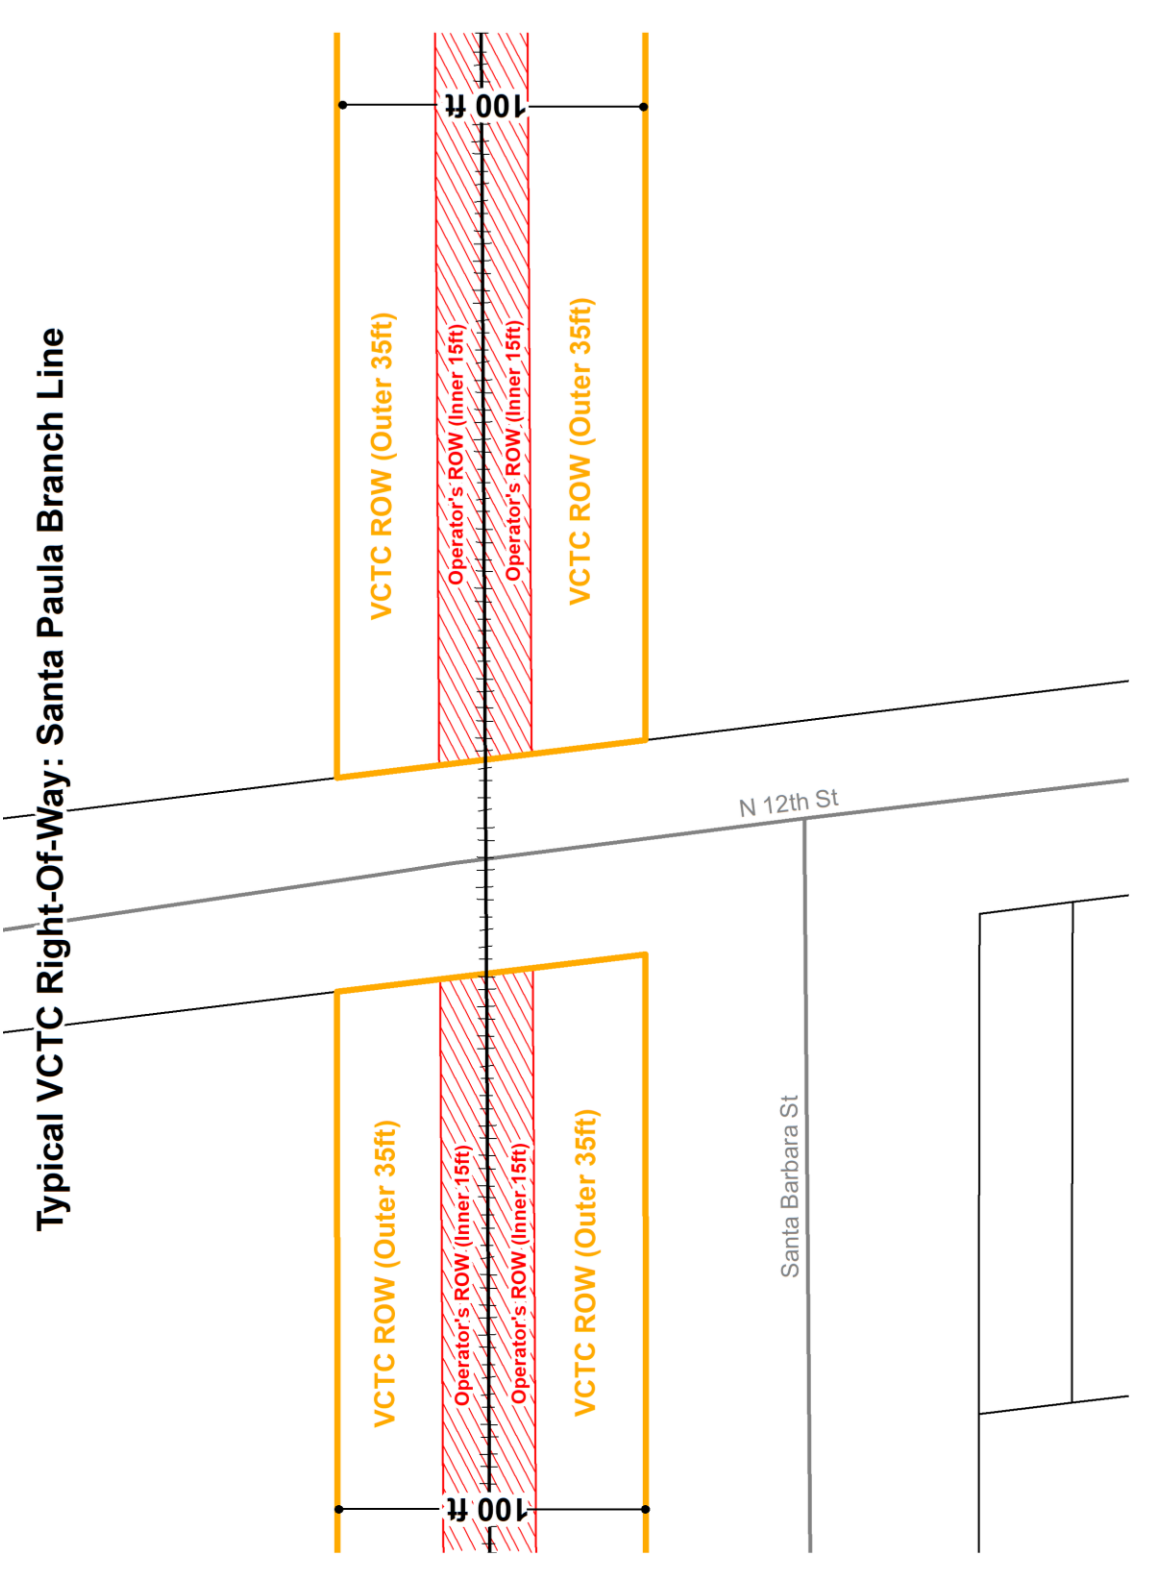 Typical VCTC Right-Of-Way: Santa Paula Branch Line
100 ft
VCTC ROW (Outer 35ft)
Operator's ROW (Inner 15ft)
Operator's ROW (Inner 15ft)
VCTC ROW (Outer 35ft)
N 12th St
Santa Barbara St
VCTC ROW (Outer 35ft)
Operator's ROW (Inner 15ft)
Operator's ROW (Inner 15ft)
VCTC ROW (Outer 35ft)
100 ft